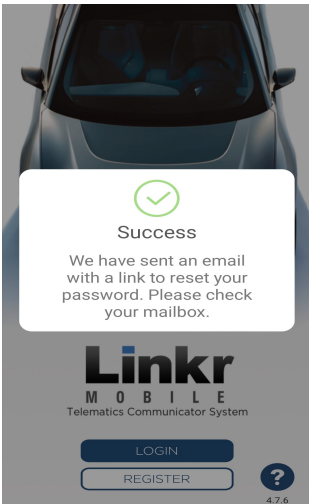 Success
We have sent an email
with a link to reset your
password. Please check
your mailbox.
Linkr
MOBILE
Telematics Communicator System
LOGIN
REGISTER
?
4.7.6